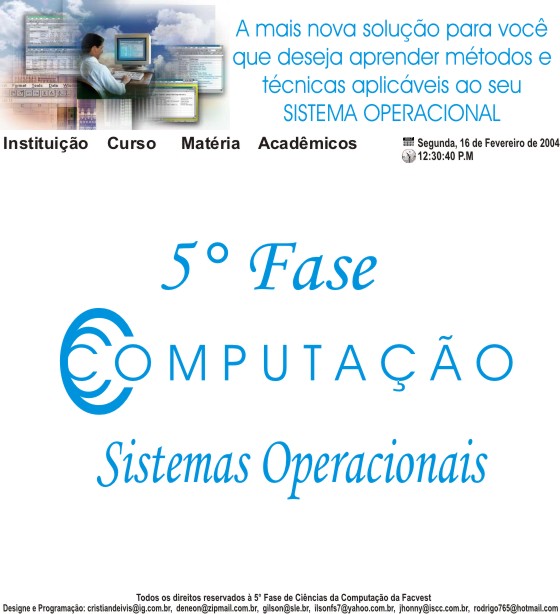 A mais nova solução para você
que deseja aprender métodos e
técnicas aplicáveis ao seu
SISTEMA OPERACIONAL
Instituição Curso Matéria Acadêmicos
Segunda, 16 de Fevereiro de 2004
12:30:40 P.M
5° Fase
COMPUTAÇÃO
Sistemas Operacionais
Todos os direitos reservados à 5° Fase de Ciências da Computação da Facvest
Designe e Programação: cristiandeivis@ig.com.br, deneon@zipmail.com.br, gilson@sle.br, ilsonfs7@yahoo.com.br, jhonny@iscc.com.br, rodrigo765@hotmail.com